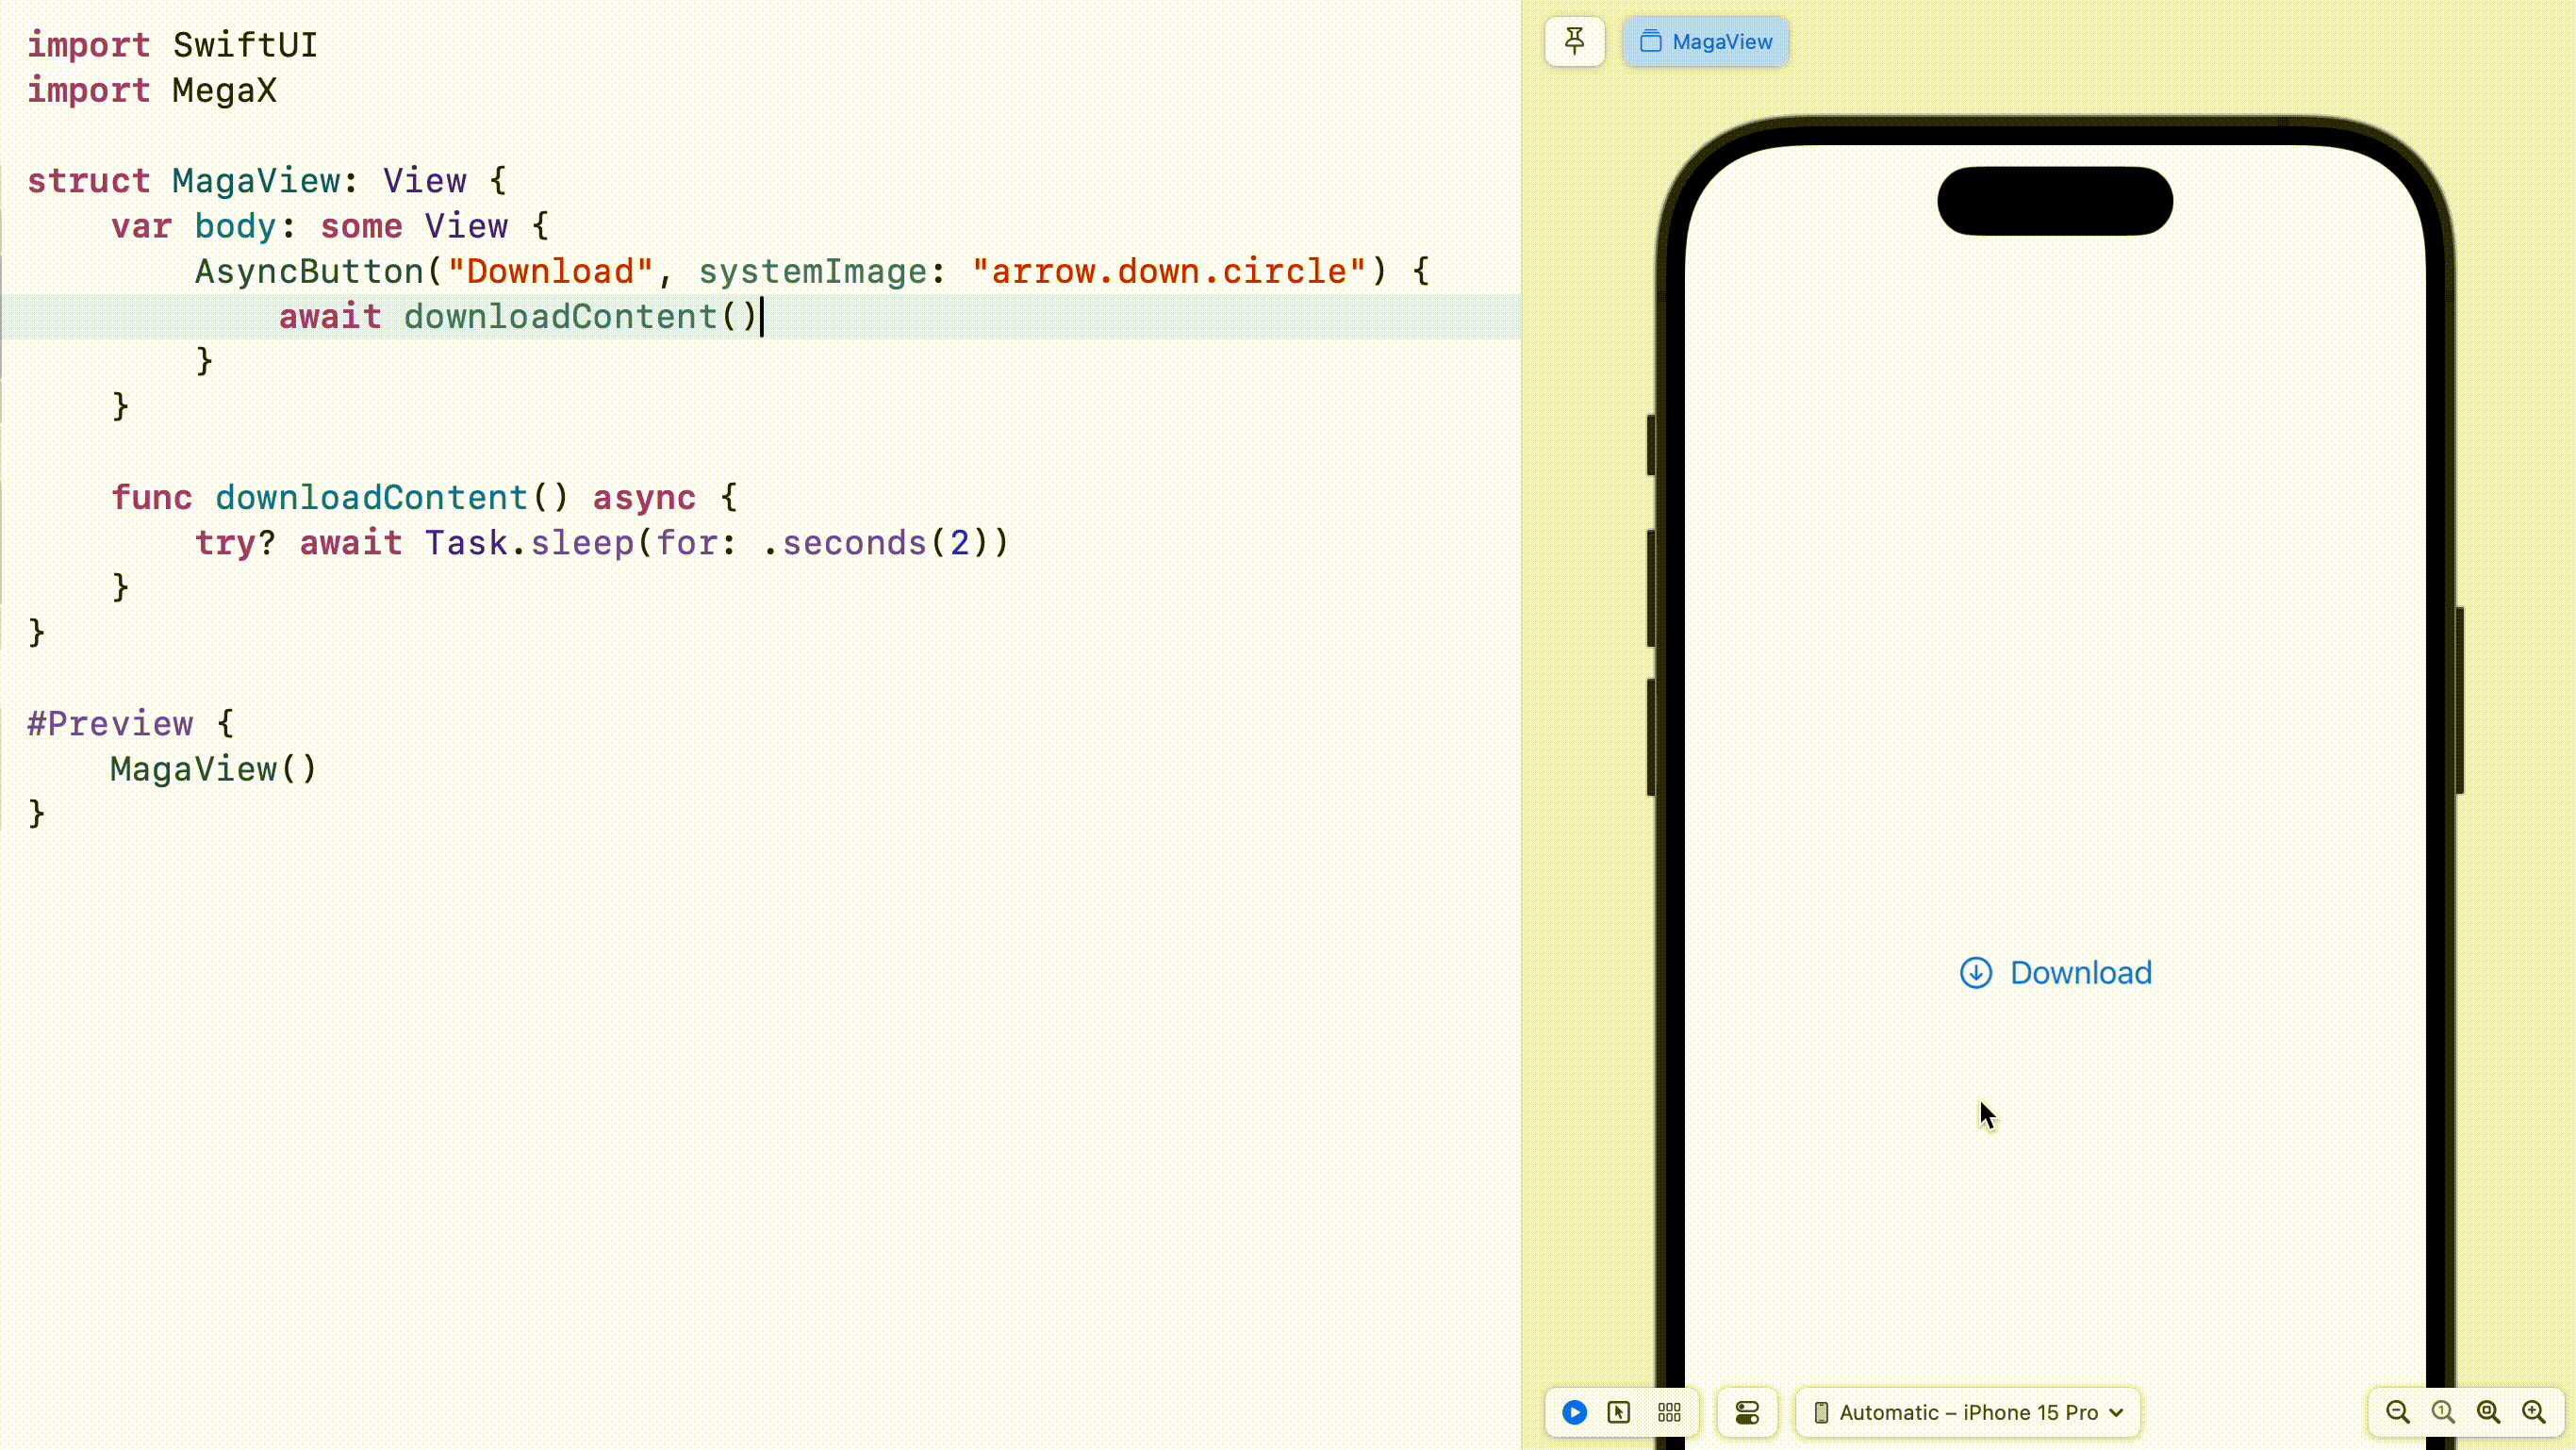 import SwiftUI
import MegaX
struct MagaView: View {
var body: some View {
AsyncButton("Download", systemImage: "arrow.down.circle") {
await downloadContent()
}
}
func downloadContent() async {
try? await Task.sleep(for: .seconds(2))
}
}
#Preview {
MagaView()
}
MagaView
Download
Automatic – iPhone 15 Pro